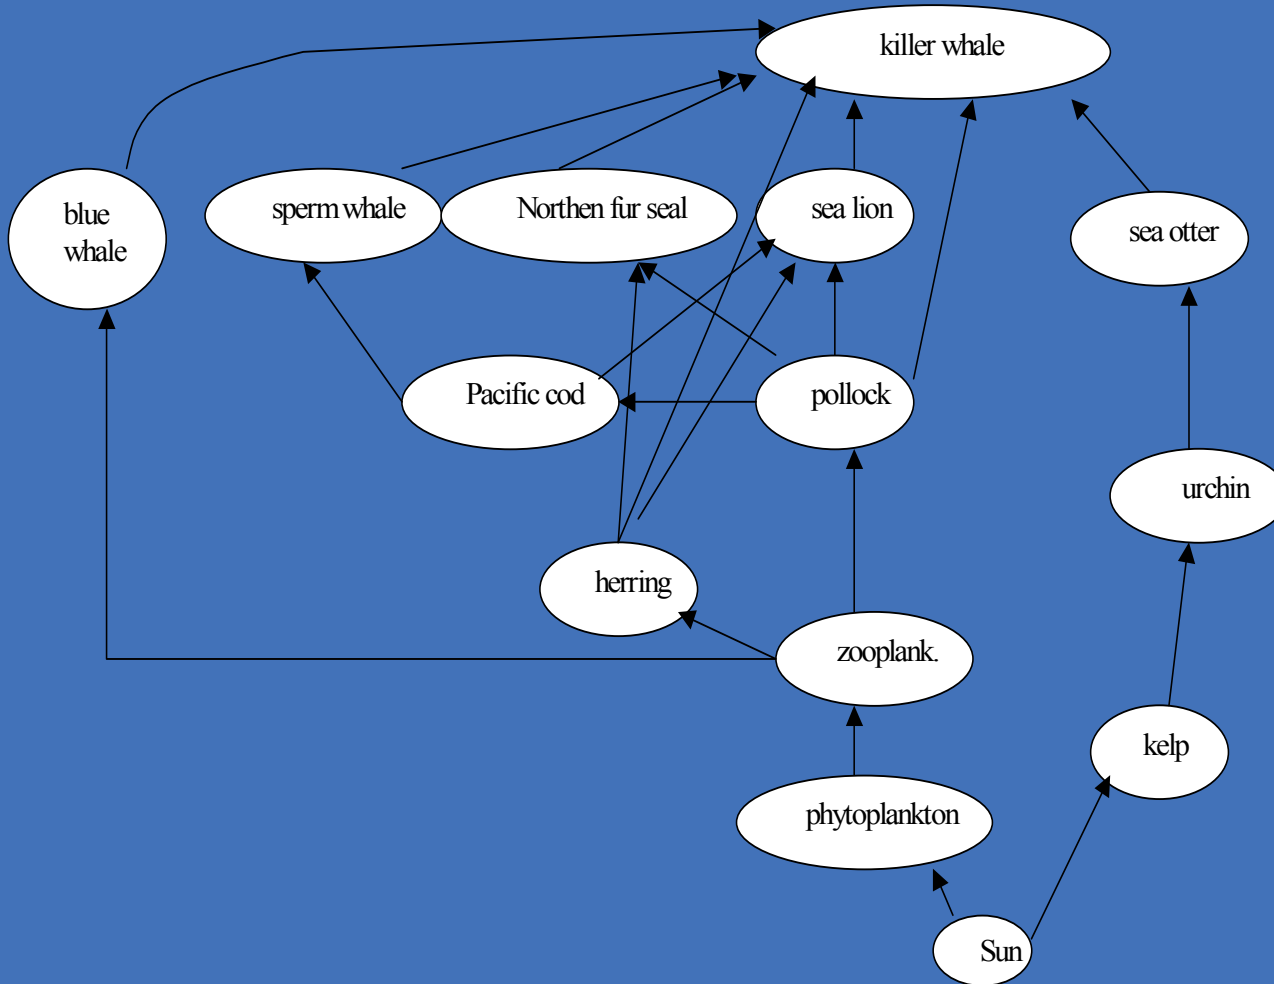 killer whale
blue
whale
sperm whale
Northen fur seal
sea lion
sea otter
Pacific cod
pollock
urchin
herring
zooplank.
kelp
phytoplankton
Sun